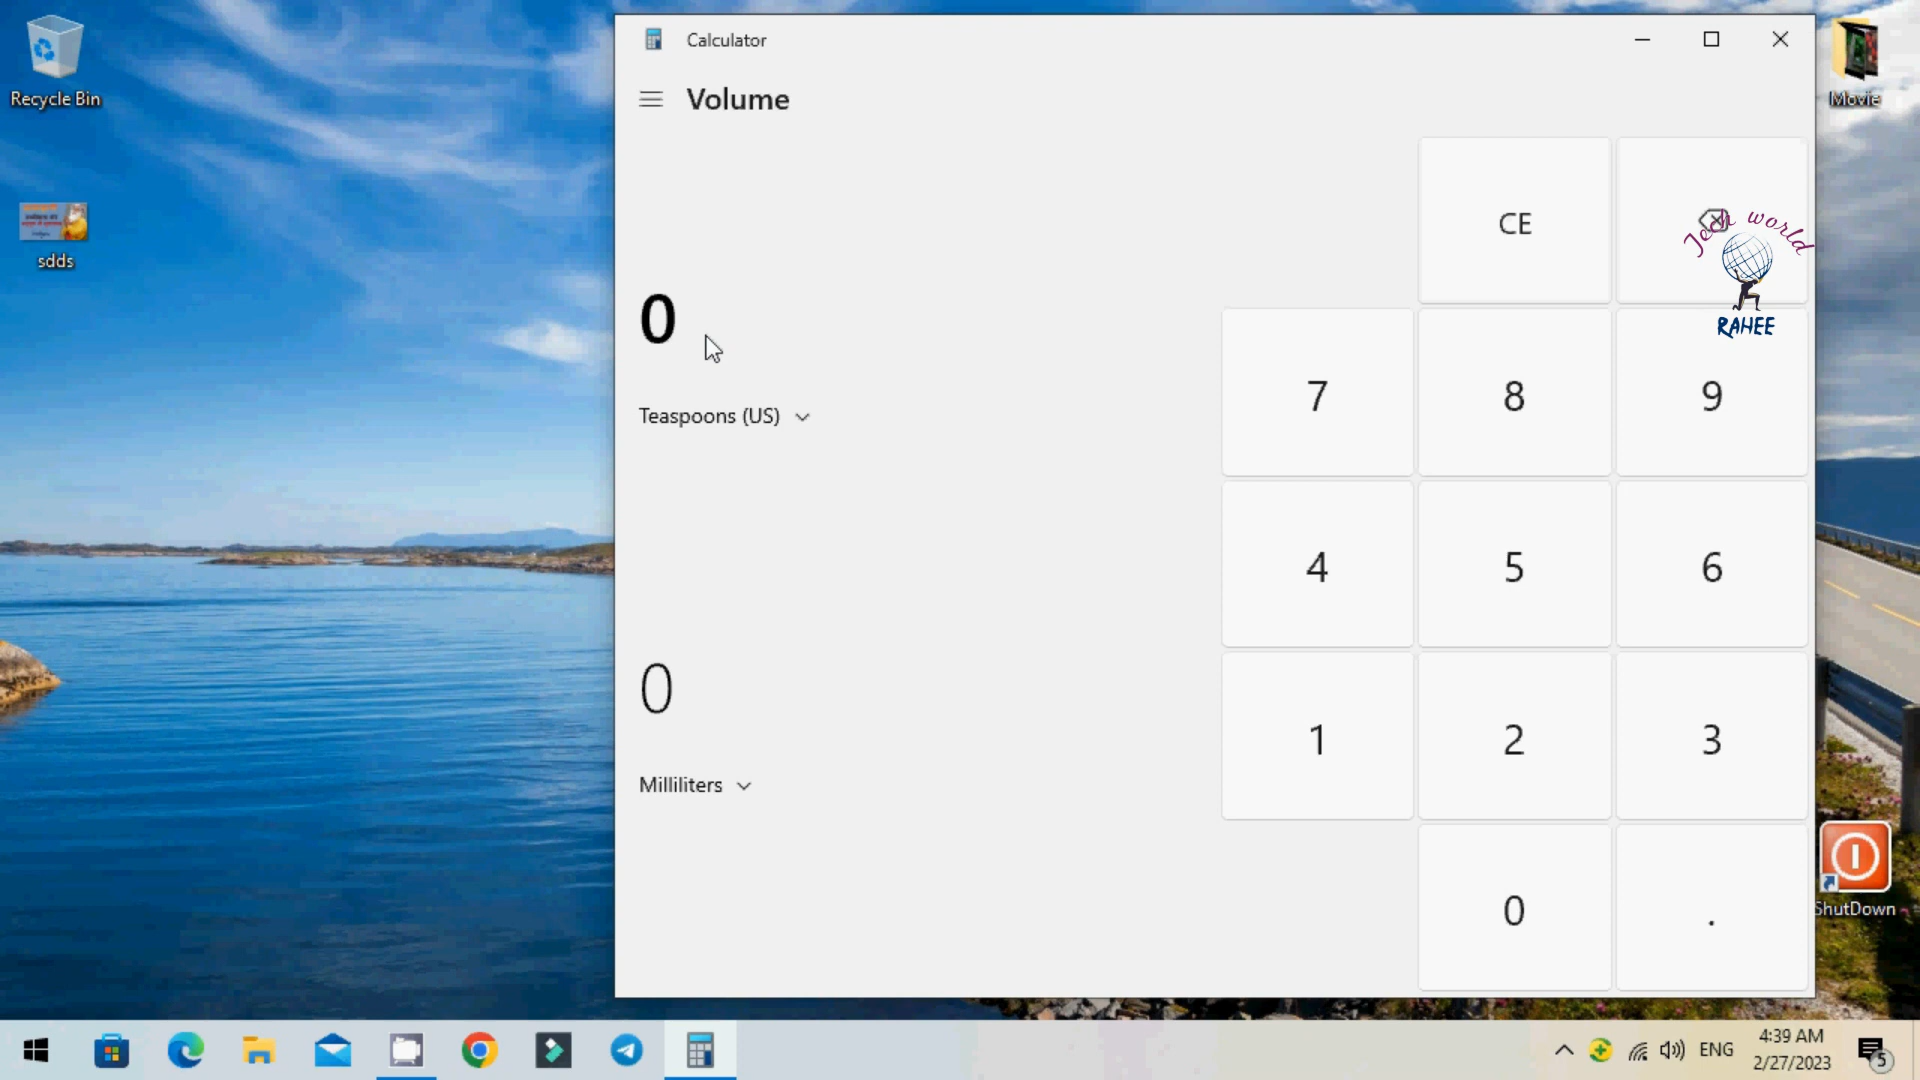 Recycle Bin
sdds
Calculator
Volume
0
Teaspoons (US)
0
Milliliters
CE
7
8
9
4
5
6
1
2
3
0
.
Tech world
RAHEE
Movie
ShutDown
ENG
4:39 AM
2/27/2023
5